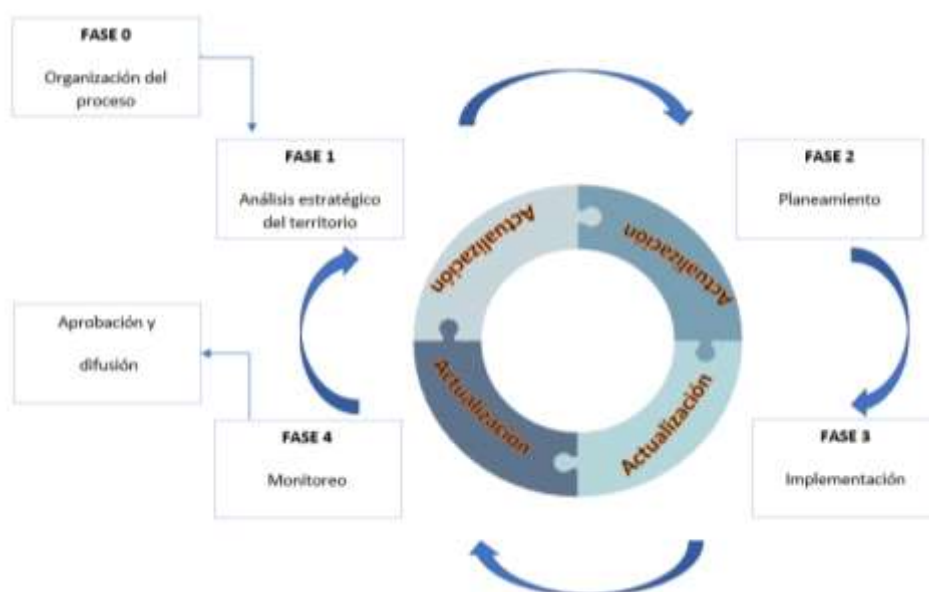 FASE 0
Organización del
proceso
FASE 1
Análisis estratégico
del territorio
FASE 2
Planeamiento
Actualización
Actualización
Aprobación y
difusión
Actualización
Actualización
FASE 4
Monitoreo
FASE 3
Implementación